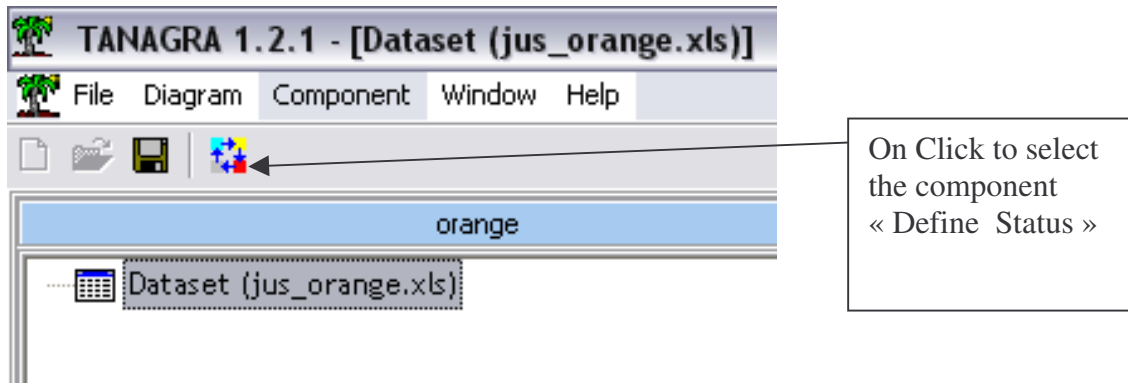 TANAGRA 1.2.1 - [Dataset (jus_orange.xls)]
File Diagram Component Window Help
On Click to select
the component
« Define Status »
orange
Dataset (jus_orange.xls)